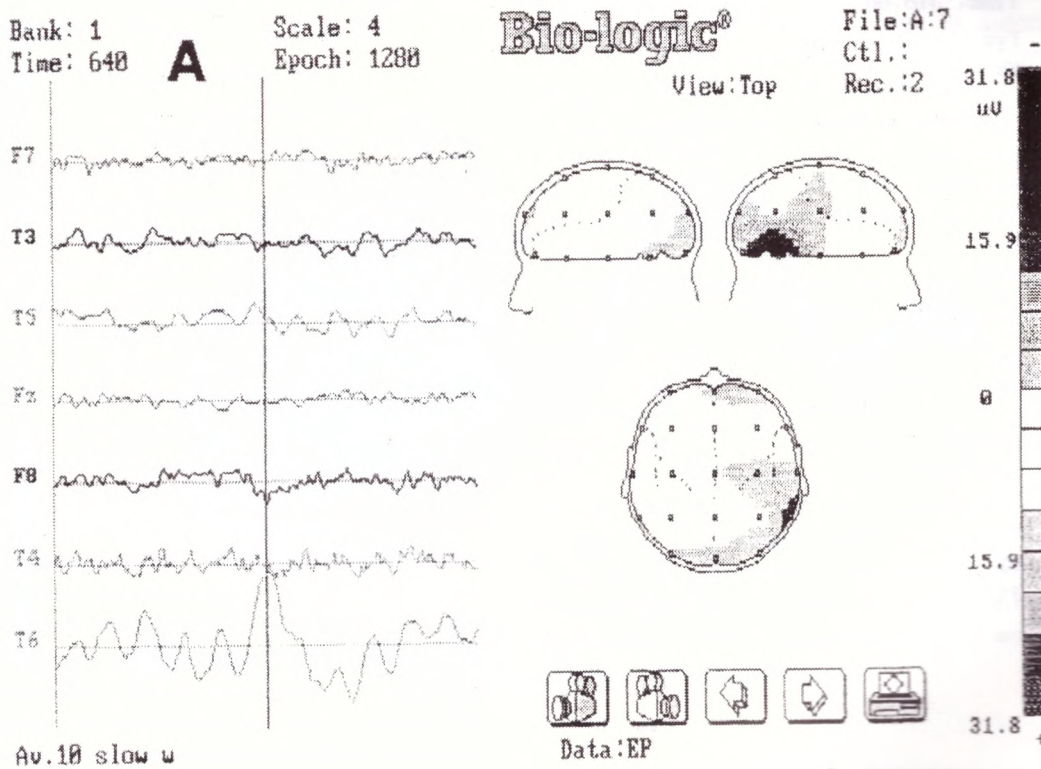 Bank: 1
Time: 640
A
Scale: 4
Epoch: 1280
Bio-logic®
View:Top
File:A:7
Ctl.:
Rec.:2
-
31.8
uV
15.9
0
15.9
31.8
+
F7
T3
T5
Fz
F8
T4
T6
Av.10 slow w
Data:EP